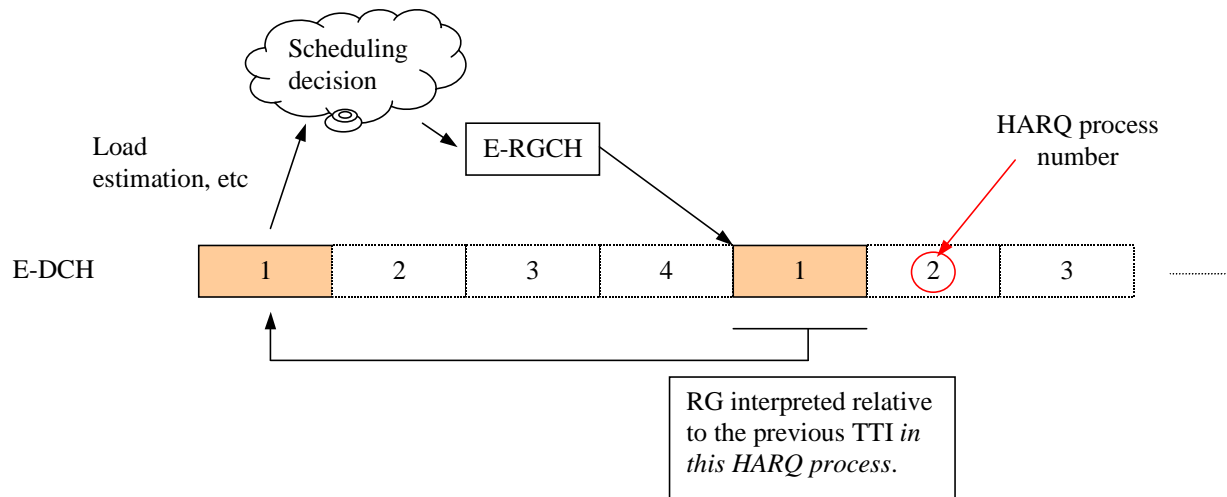 Scheduling
decision
E-RGCH
HARQ process
number
Load
estimation, etc
E-DCH
1
2
3
4
1
2
3
RG interpreted relative
to the previous TTI in
this HARQ process.